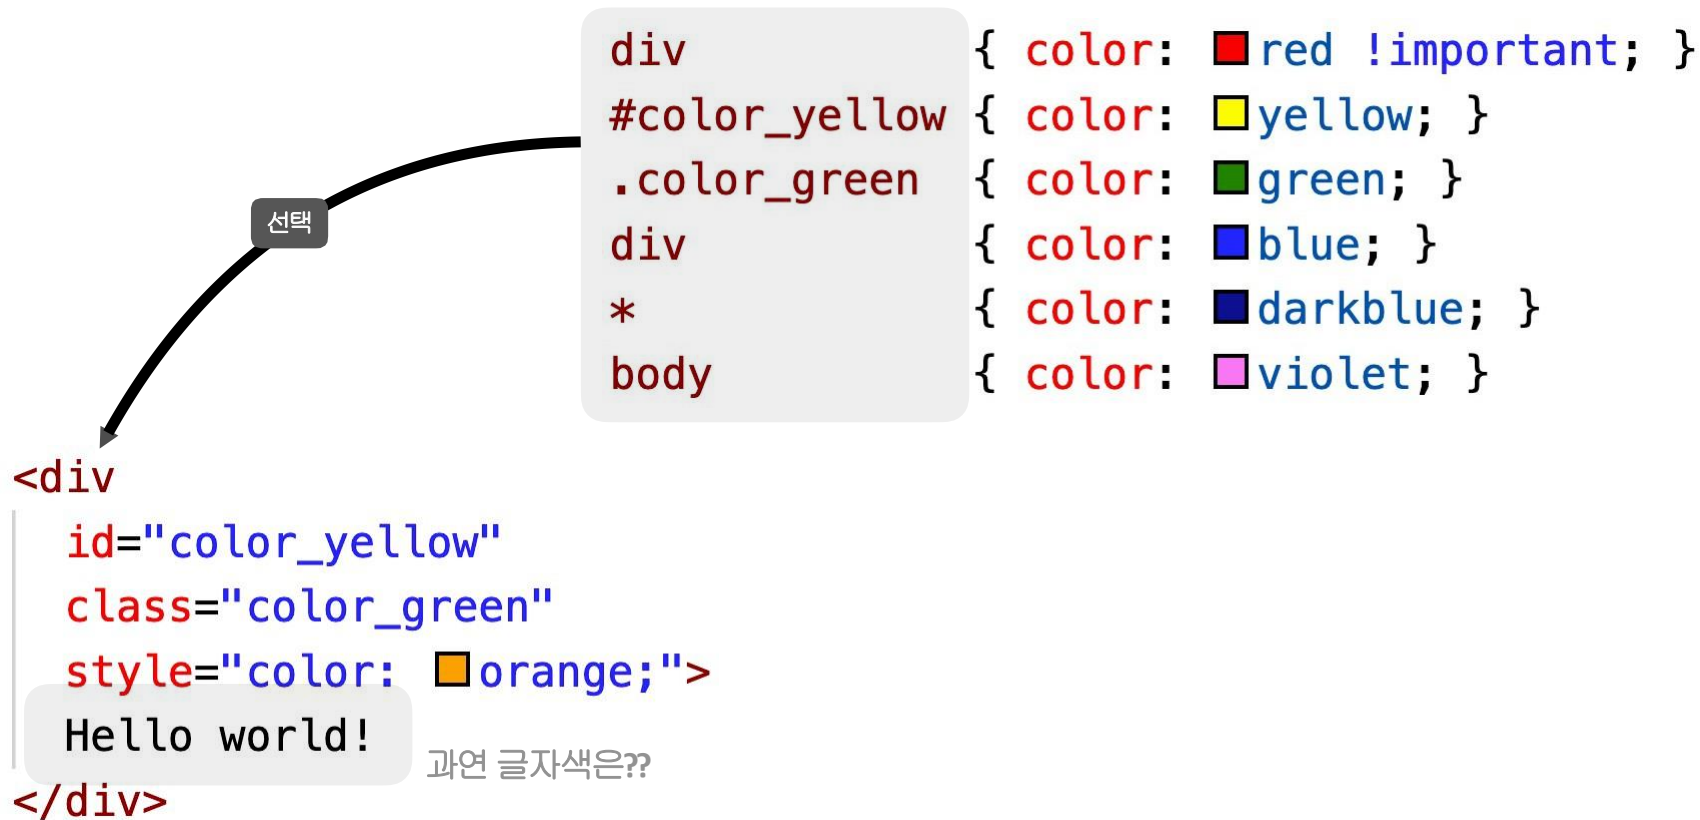 div { color: red !important; }
#color_yellow { color: yellow; }
.color_green { color: green; }
div { color: blue; }
* { color: darkblue; }
body { color: violet; }
선택
<div
id="color_yellow"
class="color_green"
style="color: orange;">
Hello world!
과연 글자색은??
</div>